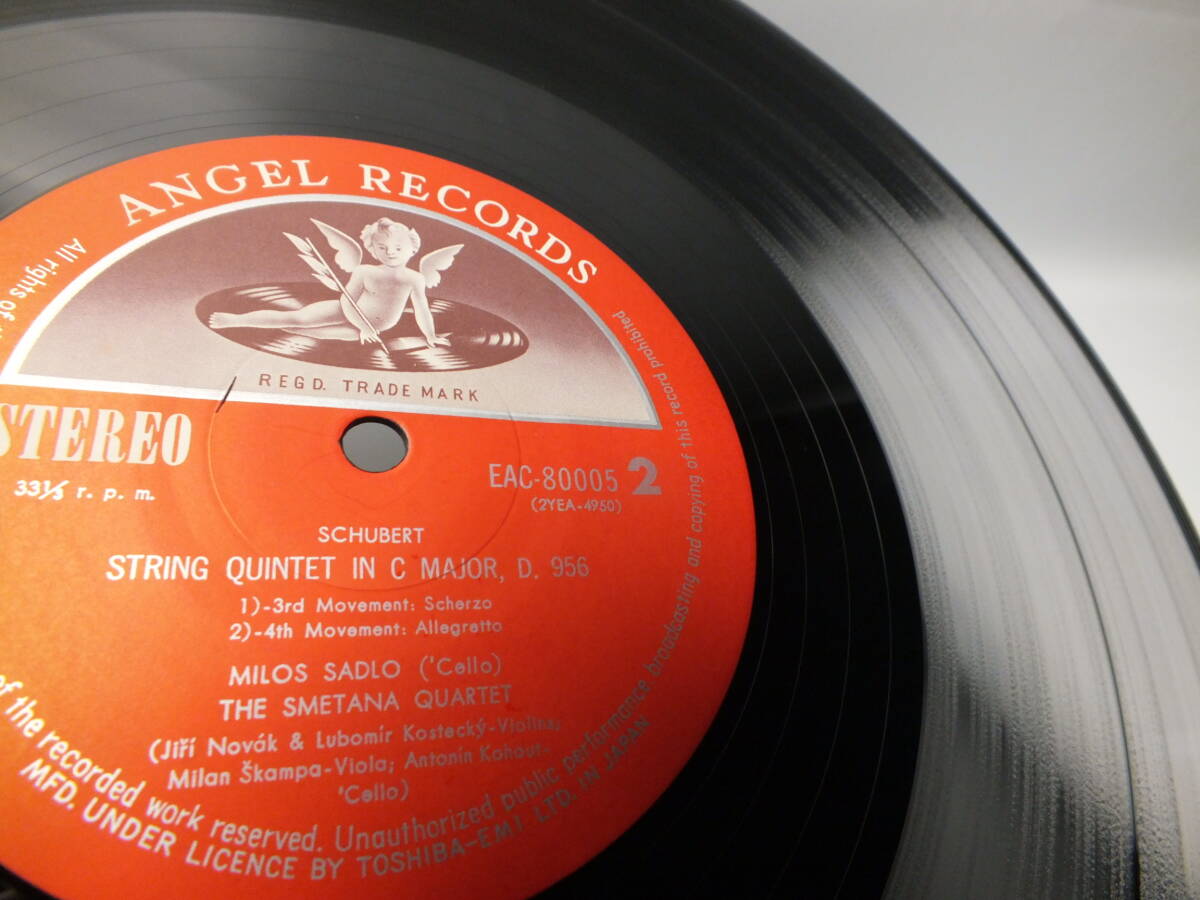 ANGEL RECORDS
REGD. TRADE MARK
STEREO
33⅓ r. p. m.
EAC-80005 2
(2YEA-4950)
SCHUBERT
STRING QUINTET IN C MAJOR, D. 956
1)-3rd Movement: Scherzo
2)-4th Movement: Allegretto
MILOS SADLO ('Cello)
THE SMETANA QUARTET
(Jiří Novák & Lubomír Kostecký-Violins;
Milan Škampa-Viola; Antonín Kohout-
'Cello)
All rights of
of the recorded work reserved. Unauthorized public performance, broadcasting and copying of this record prohibited
MFD. UNDER LICENCE BY TOSHIBA-EMI LTD. IN JAPAN